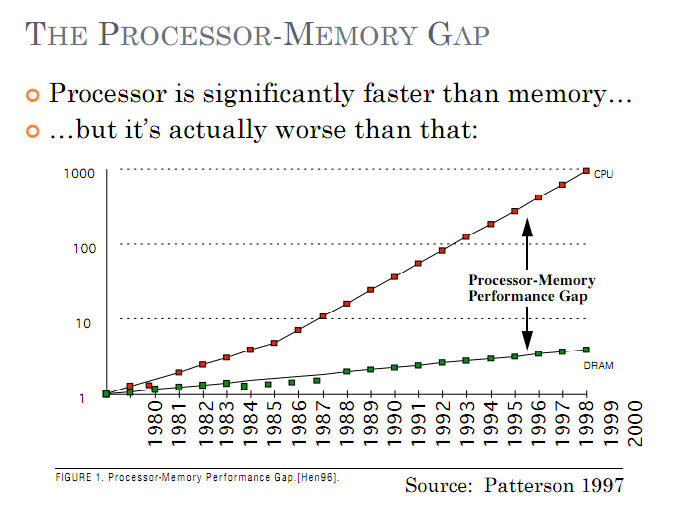 THE PROCESSOR-MEMORY GAP
Processor is significantly faster than memory…
…but it's actually worse than that:
1000
CPU
100
Processor-Memory
Performance Gap
10
DRAM
1
1980 1981 1982 1983 1984 1985 1986 1987 1988 1989 1990 1991 1992 1993 1994 1995 1996 1997 1998 1999 2000
FIGURE 1. Processor-Memory Performance Gap.[Hen96].
Source: Patterson 1997